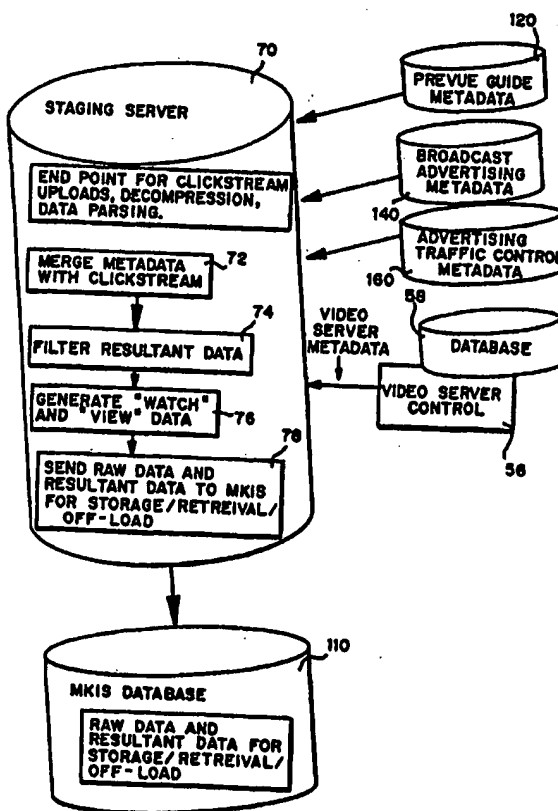 120
70
PREVUE GUIDE
METADATA
STAGING SERVER
BROADCAST
ADVERTISING
METADATA
140
END POINT FOR CLICKSTREAM
UPLOADS, DECOMPRESSION,
DATA PARSING.
ADVERTISING
TRAFFIC CONTROL
METADATA
160
72
MERGE METADATA
WITH CLICKSTREAM
58
DATABASE
74
FILTER RESULTANT DATA
VIDEO
SERVER
METADATA
VIDEO SERVER
CONTROL
56
76
GENERATE "WATCH"
AND "VIEW" DATA
78
SEND RAW DATA AND
RESULTANT DATA TO MKIS
FOR STORAGE/RETREIVAL/
OFF-LOAD
110
MKIS DATABASE
RAW DATA AND
RESULTANT DATA FOR
STORAGE/RETREIVAL/
OFF-LOAD